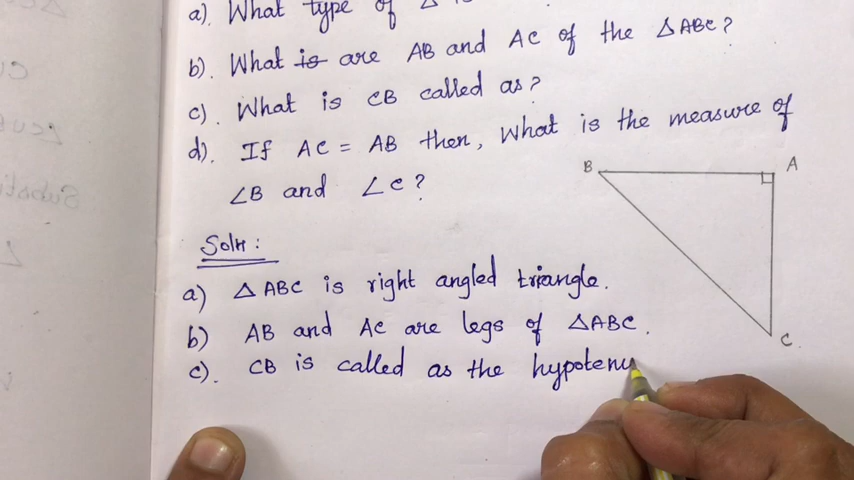 a). What type of △
b). What is are AB and AC of the △ABC?
c). What is CB called as?
d). If AC = AB then, What is the measure of
∠B and ∠C?
B
A
C
Soln:
a) △ABC is right angled triangle.
b) AB and AC are legs of △ABC.
c). CB is called as the hypotenu